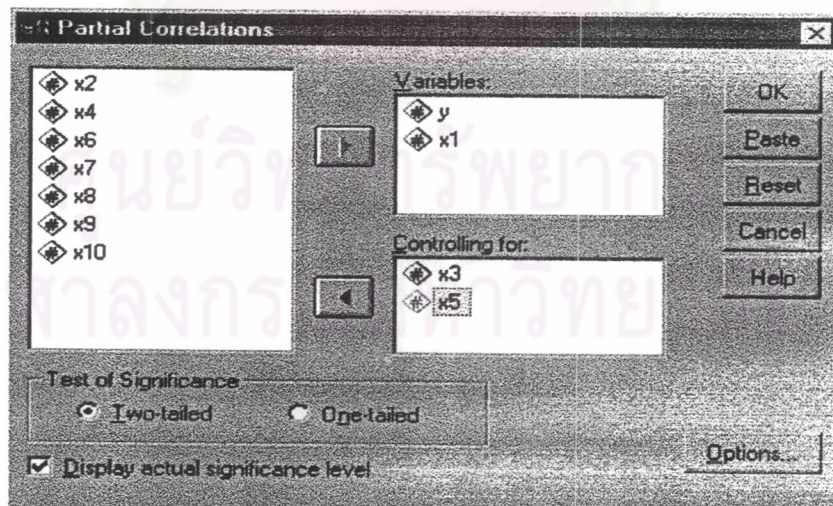 Partial Correlations
x2
x4
x6
x7
x8
x9
x10
Variables:
y
x1
Controlling for:
x3
x5
OK
Paste
Reset
Cancel
Help
Test of Significance
Two-tailed
One-tailed
Display actual significance level
Options...